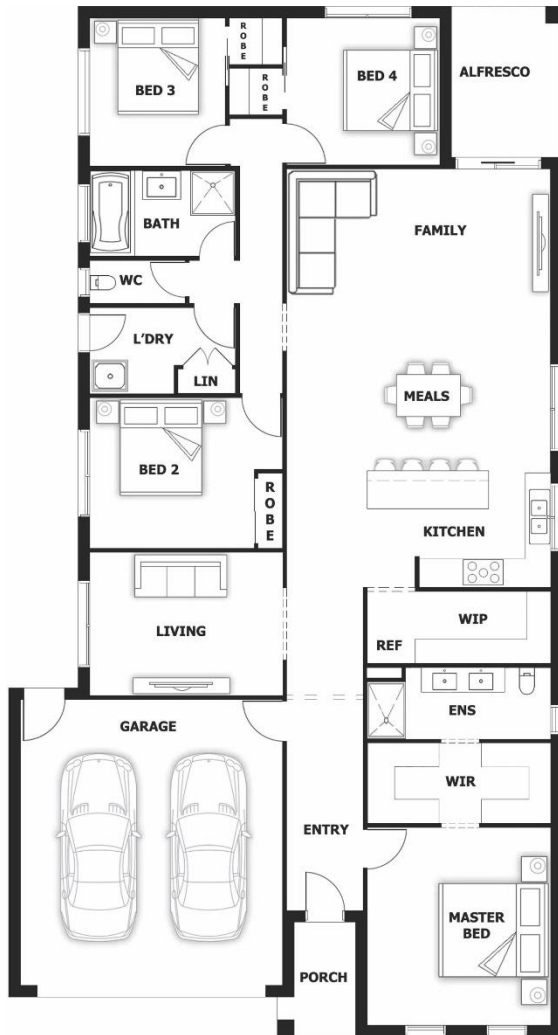 ROBE
BED 3
ROBE
BED 4
ALFRESCO
BATH
FAMILY
WC
L'DRY
LIN
MEALS
BED 2
ROBE
KITCHEN
LIVING
WIP
REF
GARAGE
ENS
WIR
ENTRY
MASTER
BED
PORCH